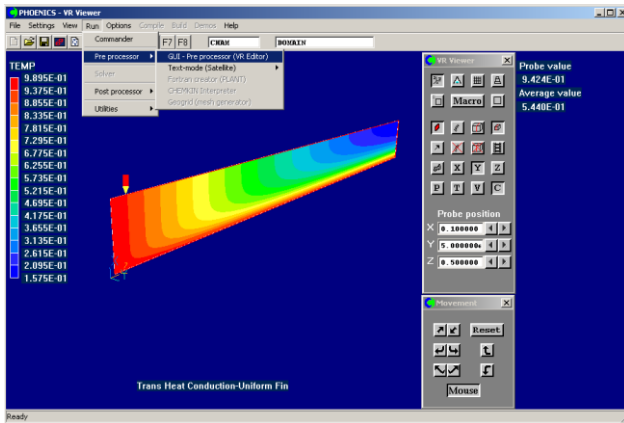 PHOENICS - VR Viewer
File Settings View Run Options Compile Build Demos Help
Commander
F7 F8 CHAM DOMAIN
Pre processor
GUI - Pre processor (VR Editor)
Text-mode (Satellite)
Solver
Fortran creator (PLANT)
CHEMKIN Interpreter
Post processor
Geogrid (mesh generator)
Utilities
TEMP
9.895E-01
9.375E-01
8.855E-01
8.335E-01
7.815E-01
7.295E-01
6.775E-01
6.255E-01
5.735E-01
5.215E-01
4.695E-01
4.175E-01
3.655E-01
3.135E-01
2.615E-01
2.095E-01
1.575E-01
Trans Heat Conduction-Uniform Fin
VR Viewer
Macro
X Y Z
P T V C
Probe position
X 0.100000
Y 5.000000
Z 0.500000
Movement
Reset
Mouse
Probe value
9.424E-01
Average value
5.440E-01
Ready